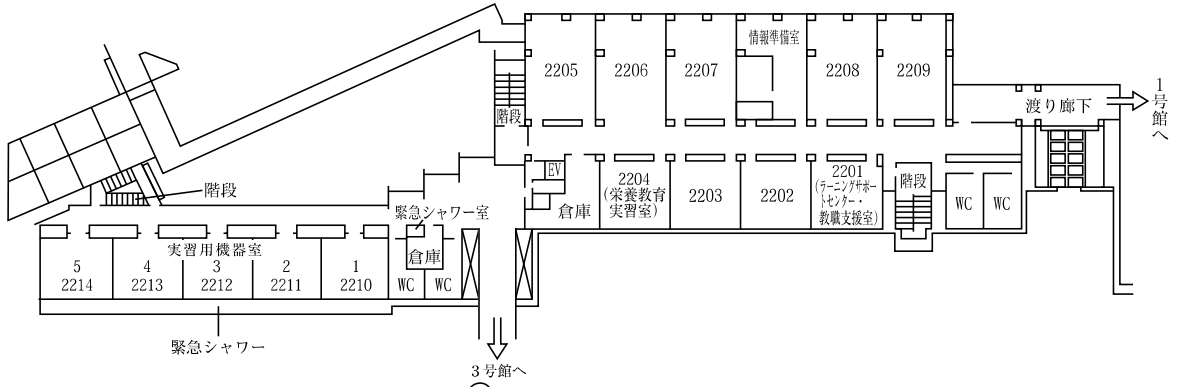 情報準備室
2205
2206
2207
2208
2209
階段
渡り廊下
1号館へ
EV
倉庫
2204
(栄養教育
実習室)
2203
2202
2201
(ラーニングサポー
トセンター・
教職支援室)
階段
WC
WC
階段
緊急シャワー室
倉庫
実習用機器室
5
2214
4
2213
3
2212
2
2211
1
2210
WC
WC
緊急シャワー
3号館へ